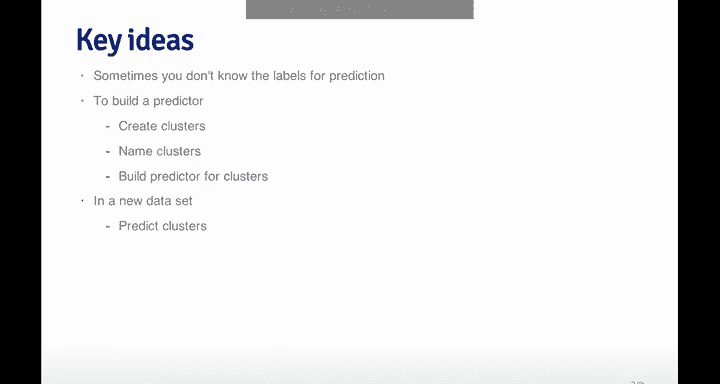 Key ideas
Sometimes you don't know the labels for prediction
To build a predictor
- Create clusters
- Name clusters
- Build predictor for clusters
In a new data set
- Predict clusters